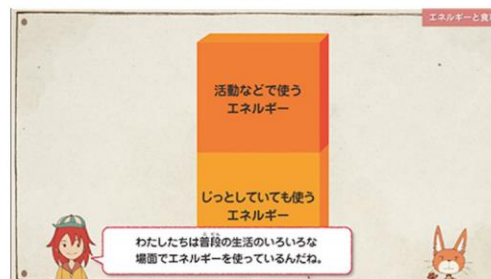 エネルギーと食
活動などで使う
エネルギー
じっとしていても使う
エネルギー
わたしたちは普段の生活のいろいろな
場面でエネルギーを使っているんだね。